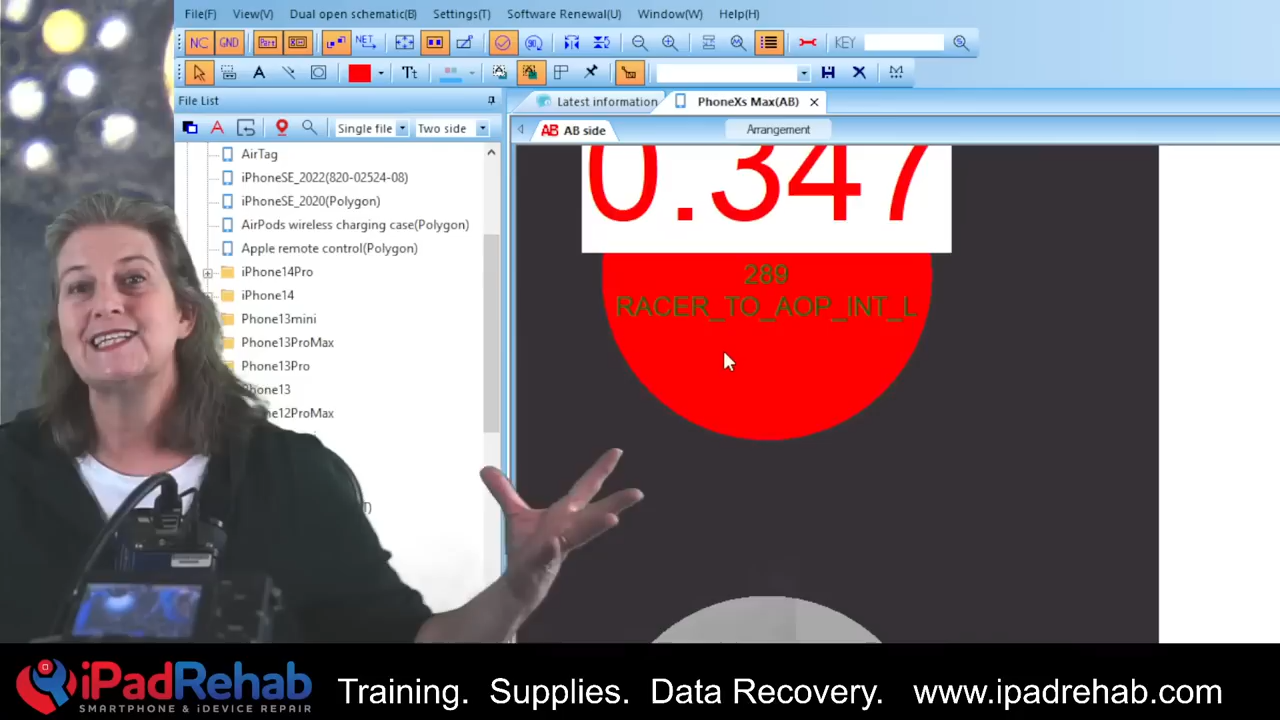 File(F) View(V) Dual open schematic(B) Settings(T) Software Renewal(U) Window(W) Help(H)
NC GND Part NET KEY
A Tt
File List
Latest information PhoneXs Max(AB)
A Single file Two side
AB AB side Arrangement
AirTag
iPhoneSE_2022(820-02524-08)
iPhoneSE_2020(Polygon)
AirPods wireless charging case(Polygon)
Apple remote control(Polygon)
iPhone14Pro
iPhone14
Phone13mini
Phone13ProMax
Phone13Pro
hone13
hone12ProMax
0.347
289
RACER_TO_AOP_INT_L
iPadRehab
SMARTPHONE & iDEVICE REPAIR
Training. Supplies. Data Recovery. www.ipadrehab.com